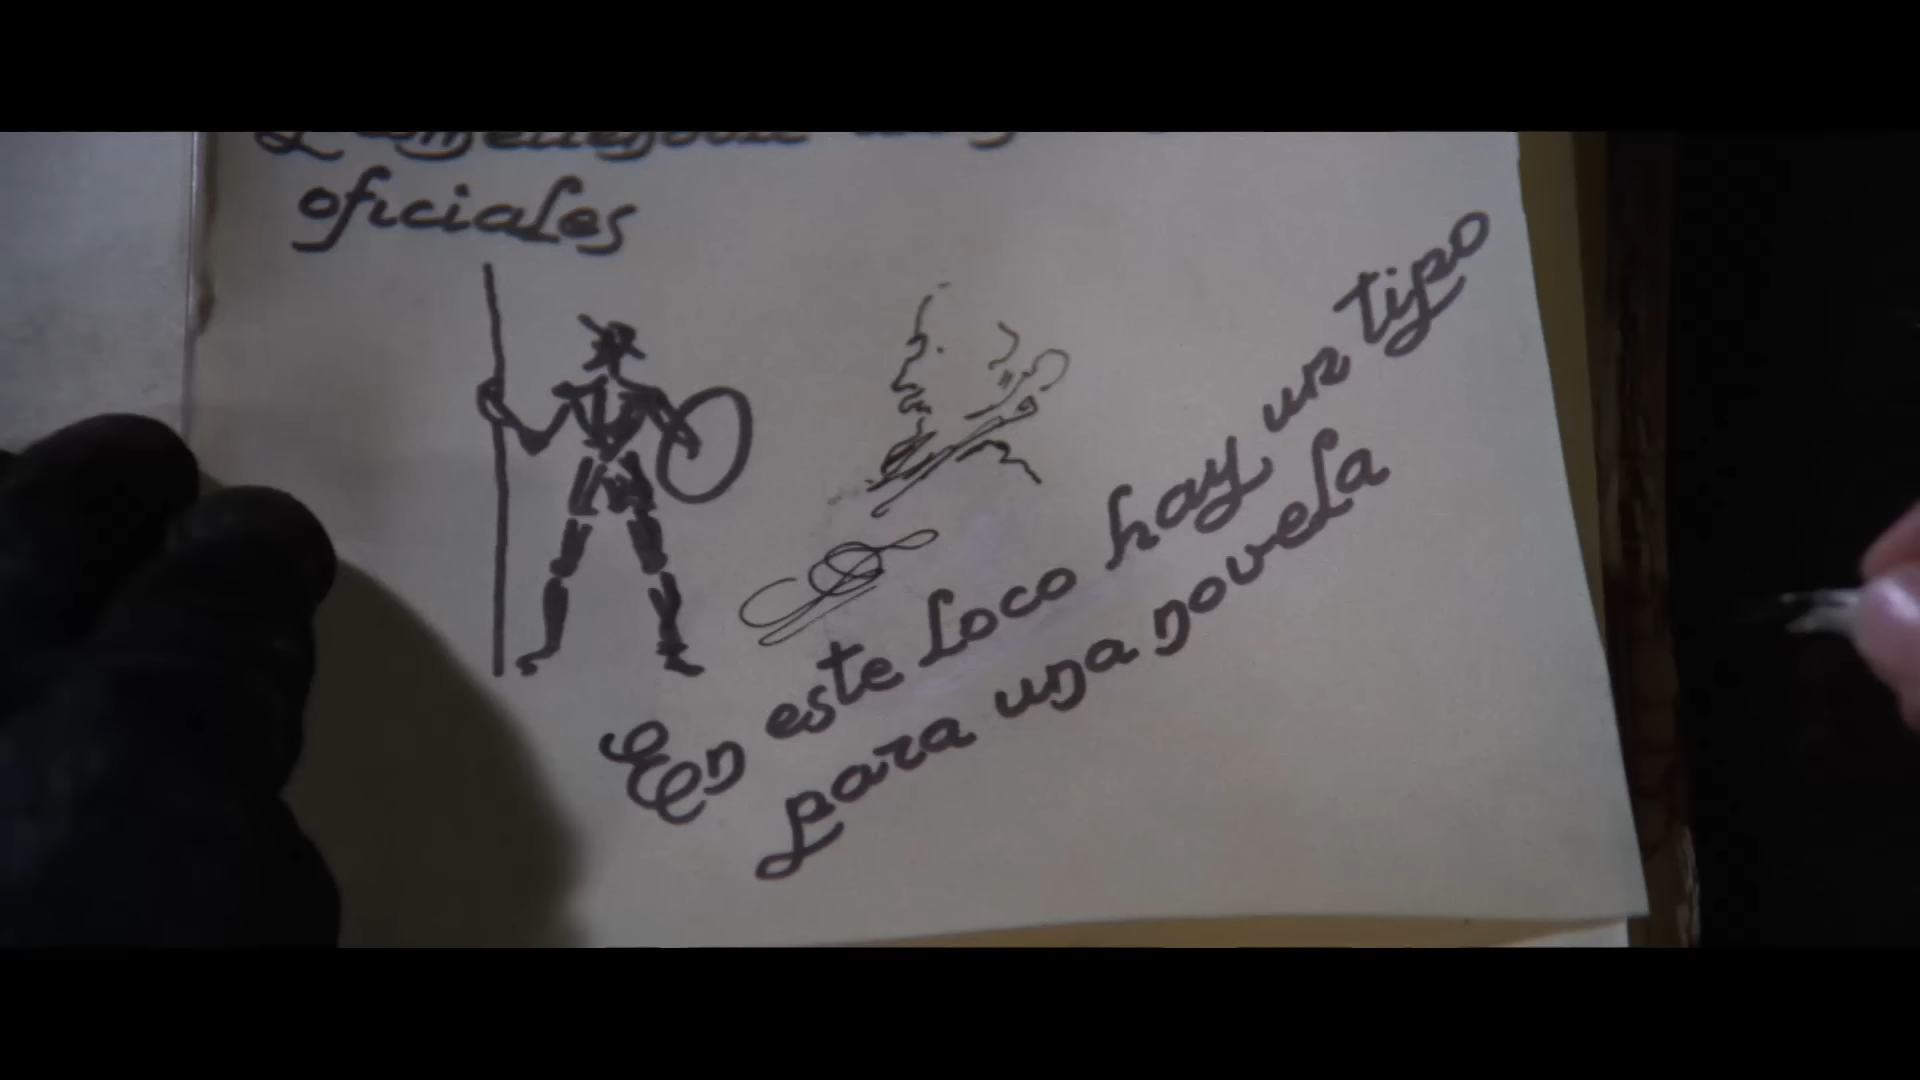 oficiales
En este loco hay un tipo
para una novela